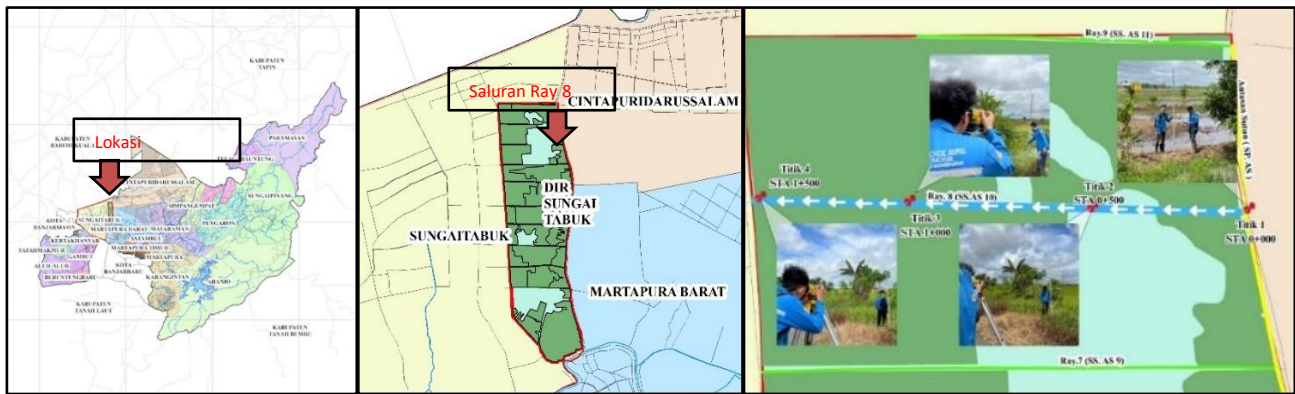 KABUPATEN
TAPIN
KABUPATEN
Lokasi
PARAMASAN
CINTAPURIDARUSSALAM
SUNGAIPINANG
SIMPANGEMPAT
PENGARON
KOTA
BANJARMASIN
SUNGAITABUK
MARTAPURA BARAT
MATARAMAN
ASTAMBUL
KERTAKHANYAR
TATAHMAKMUR
GAMBUT
MARTAPURA TIMUR
MARTAPURA
ALUH-ALUH
BERUNTUNGBARU
KOTA
BANJARBARU
KARANGINTAN
ARANIO
KABUPATEN
TANAH LAUT
KABUPATEN
TANAH BUMBU
Saluran Ray 8
CINTAPURIDARUSSALAM
DIR
SUNGAI
TABUK
SUNGAITABUK
MARTAPURA BARAT
Ray.9 (SS. AS 11)
Titik 4
STA 1+500
Ray. 8 (SS.AS 10)
Titik 3
STA 1+000
Titik 2
STA 0+500
Titik 1
STA 0+000
Ray.7 (SS. AS 9)